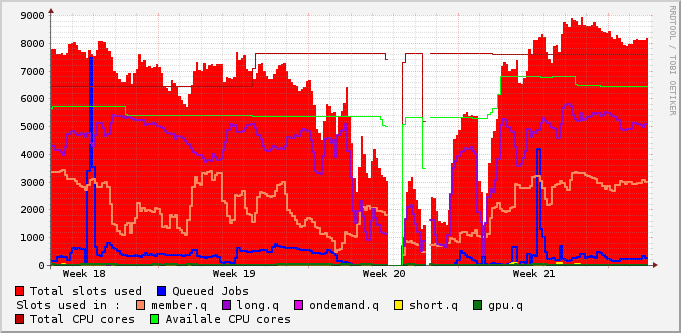 9000
8000
7000
6000
5000
4000
3000
2000
1000
0
Week 18 Week 19 Week 20 Week 21
Total slots used Queued Jobs
Slots used in : member.q long.q ondemand.q short.q gpu.q
Total CPU cores Availale CPU cores
RRDTOOL / TOBI OETIKER